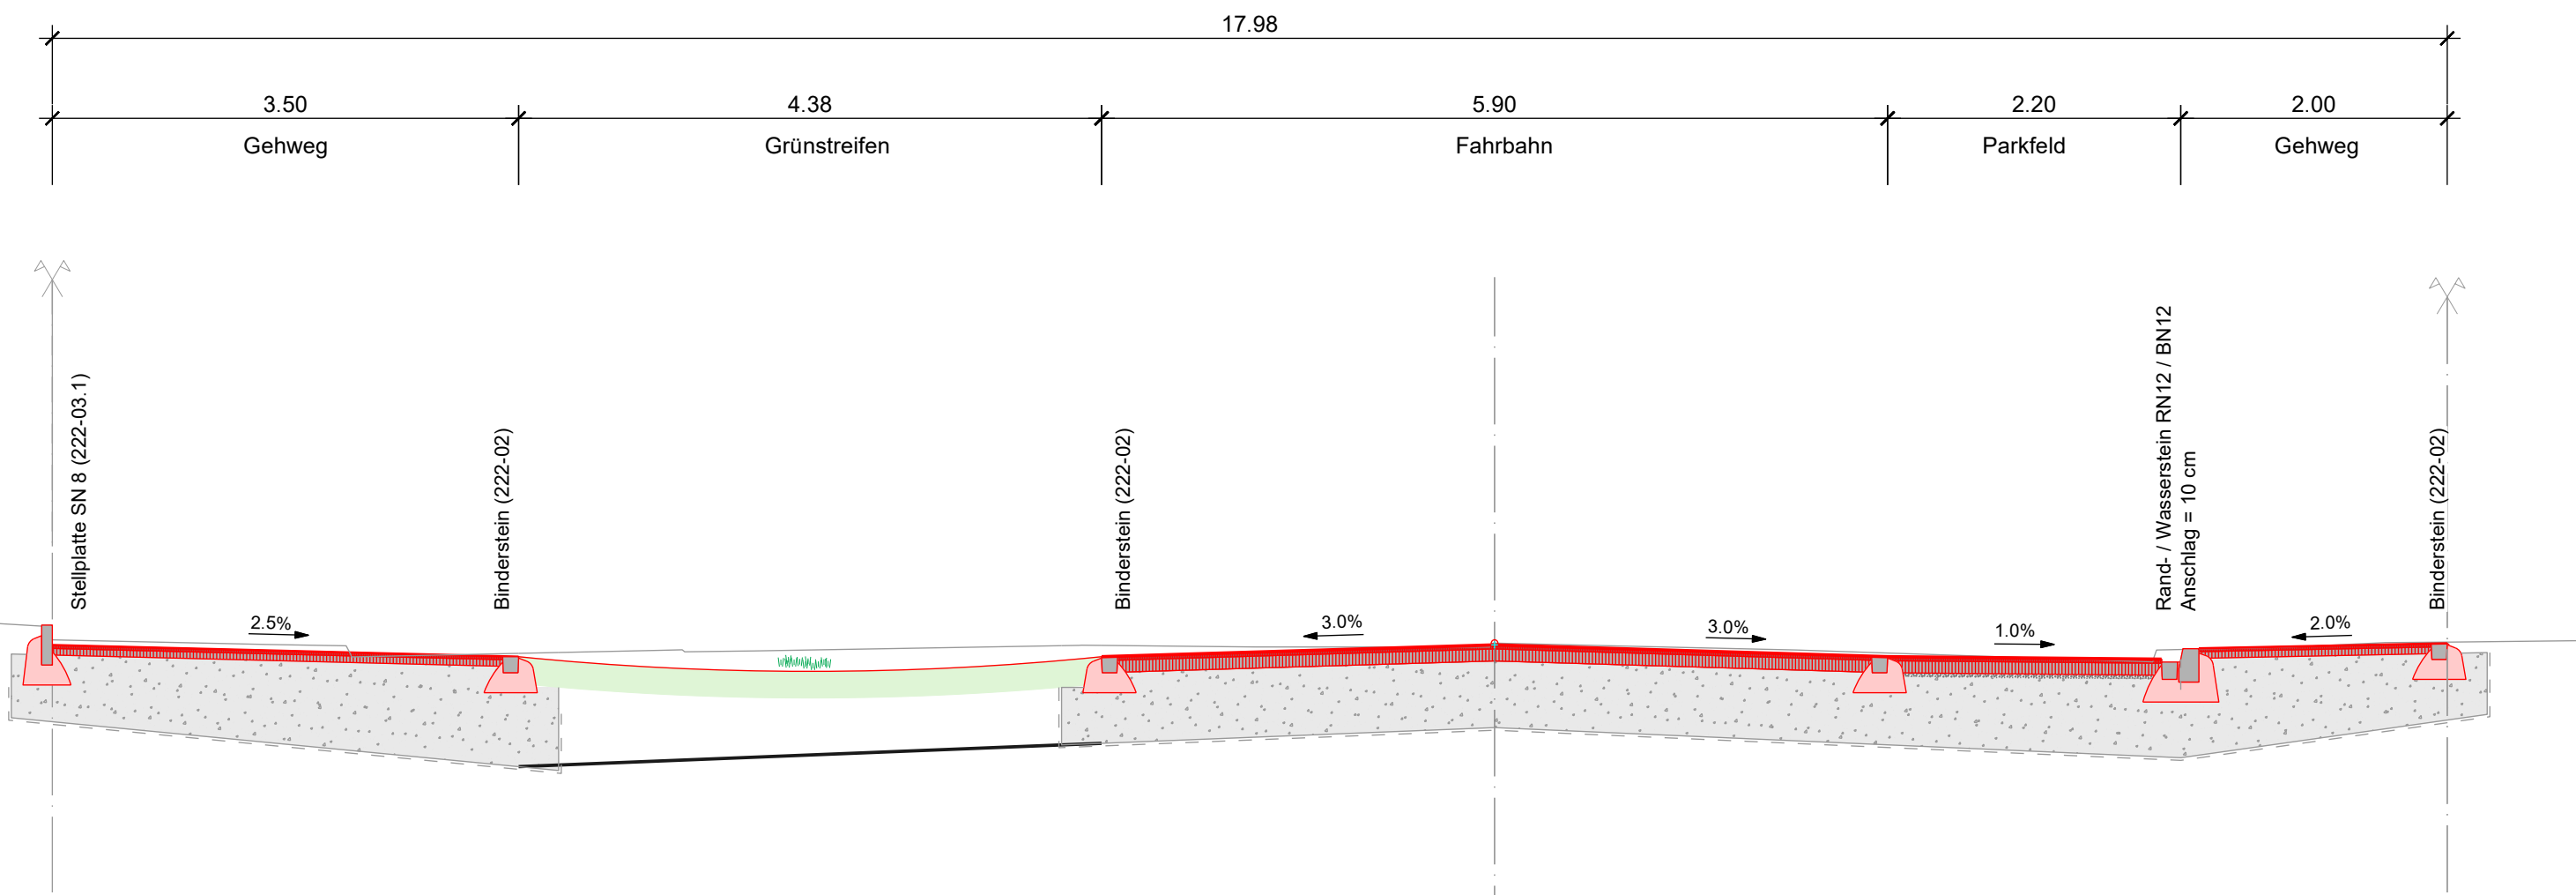 17.98
3.50
4.38
5.90
2.20
2.00
Gehweg
Grünstreifen
Fahrbahn
Parkfeld
Gehweg
Stellplatte SN 8 (222-03.1)
Binderstein (222-02)
Binderstein (222-02)
Rand- / Wasserstein RN12 / BN12
Anschlag = 10 cm
Binderstein (222-02)
2.5%
3.0%
3.0%
1.0%
2.0%